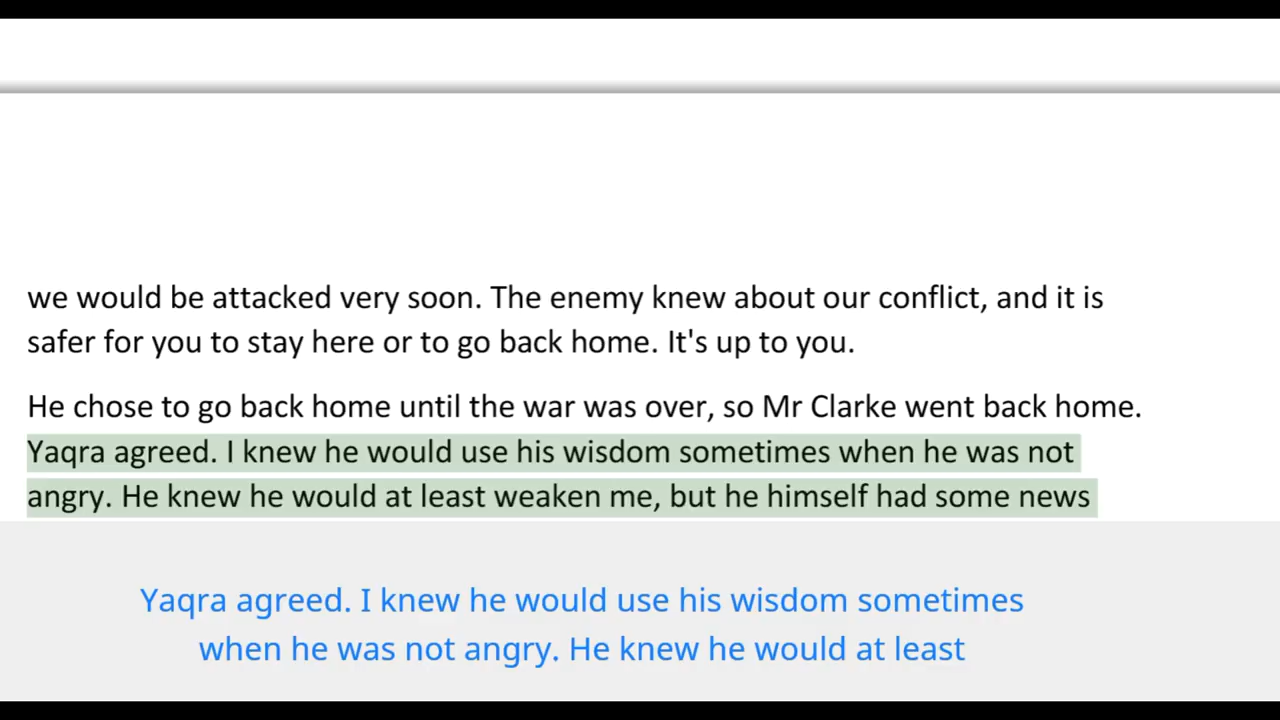 we would be attacked very soon. The enemy knew about our conflict, and it is
safer for you to stay here or to go back home. It's up to you.
He chose to go back home until the war was over, so Mr Clarke went back home.
Yaqra agreed. I knew he would use his wisdom sometimes when he was not
angry. He knew he would at least weaken me, but he himself had some news
Yaqra agreed. I knew he would use his wisdom sometimes
when he was not angry. He knew he would at least